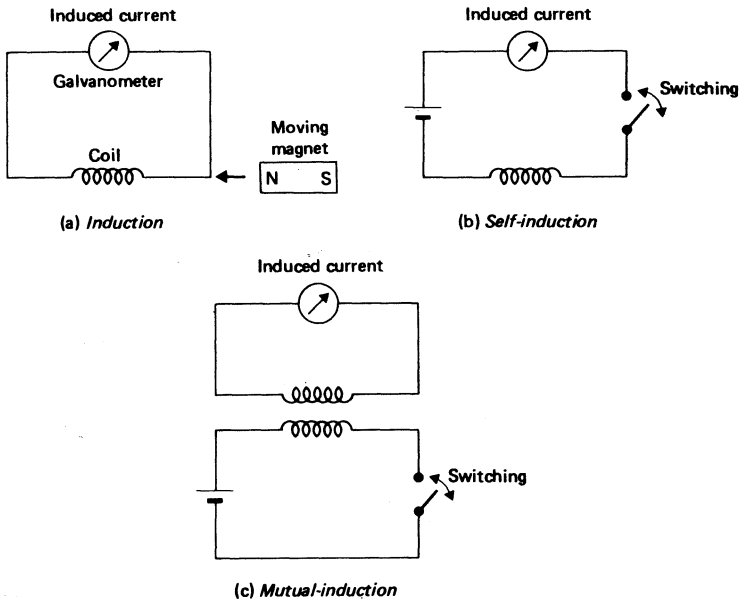 Induced current
Galvanometer
Coil
Moving
magnet
N S
(a) Induction
Induced current
Switching
(b) Self-induction
Induced current
Switching
(c) Mutual-induction